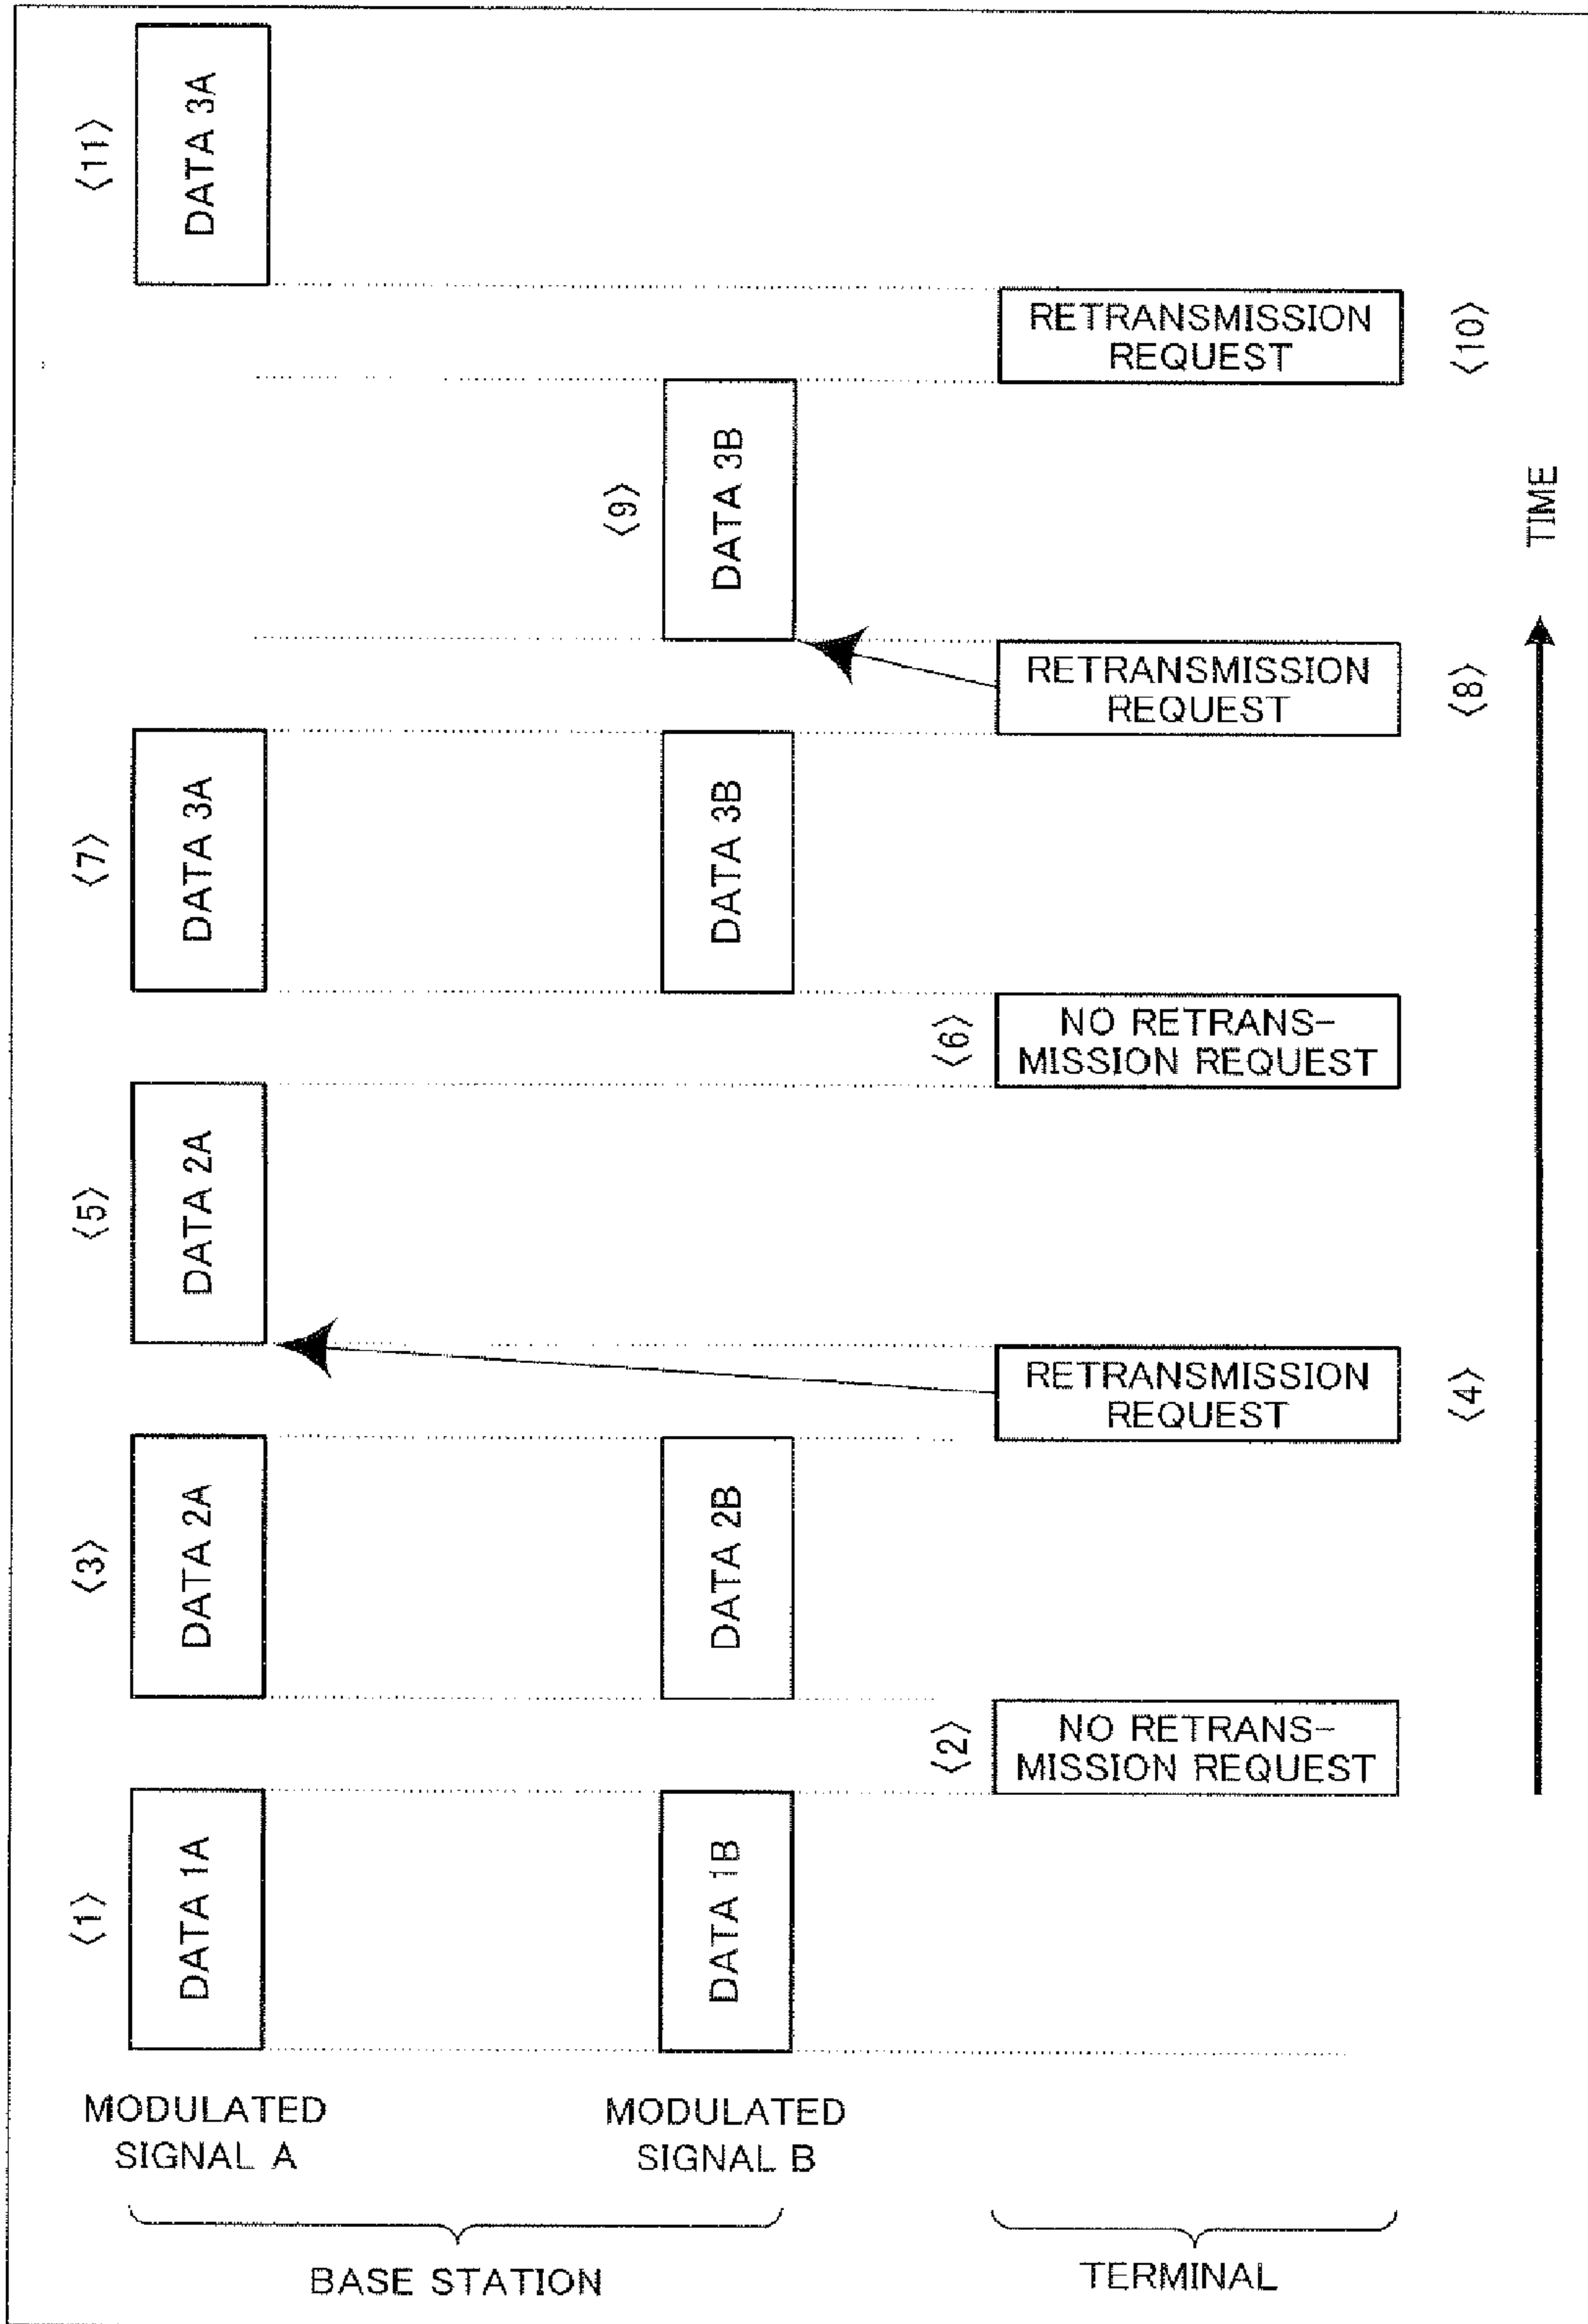 〈11〉
DATA 3A
RETRANSMISSION
REQUEST
〈10〉
〈9〉
DATA 3B
TIME
RETRANSMISSION
REQUEST
〈8〉
〈7〉
DATA 3A
DATA 3B
〈6〉
NO RETRANS-
MISSION REQUEST
〈5〉
DATA 2A
RETRANSMISSION
REQUEST
〈4〉
〈3〉
DATA 2A
DATA 2B
〈2〉
NO RETRANS-
MISSION REQUEST
〈1〉
DATA 1A
DATA 1B
MODULATED
SIGNAL A
MODULATED
SIGNAL B
BASE STATION
TERMINAL